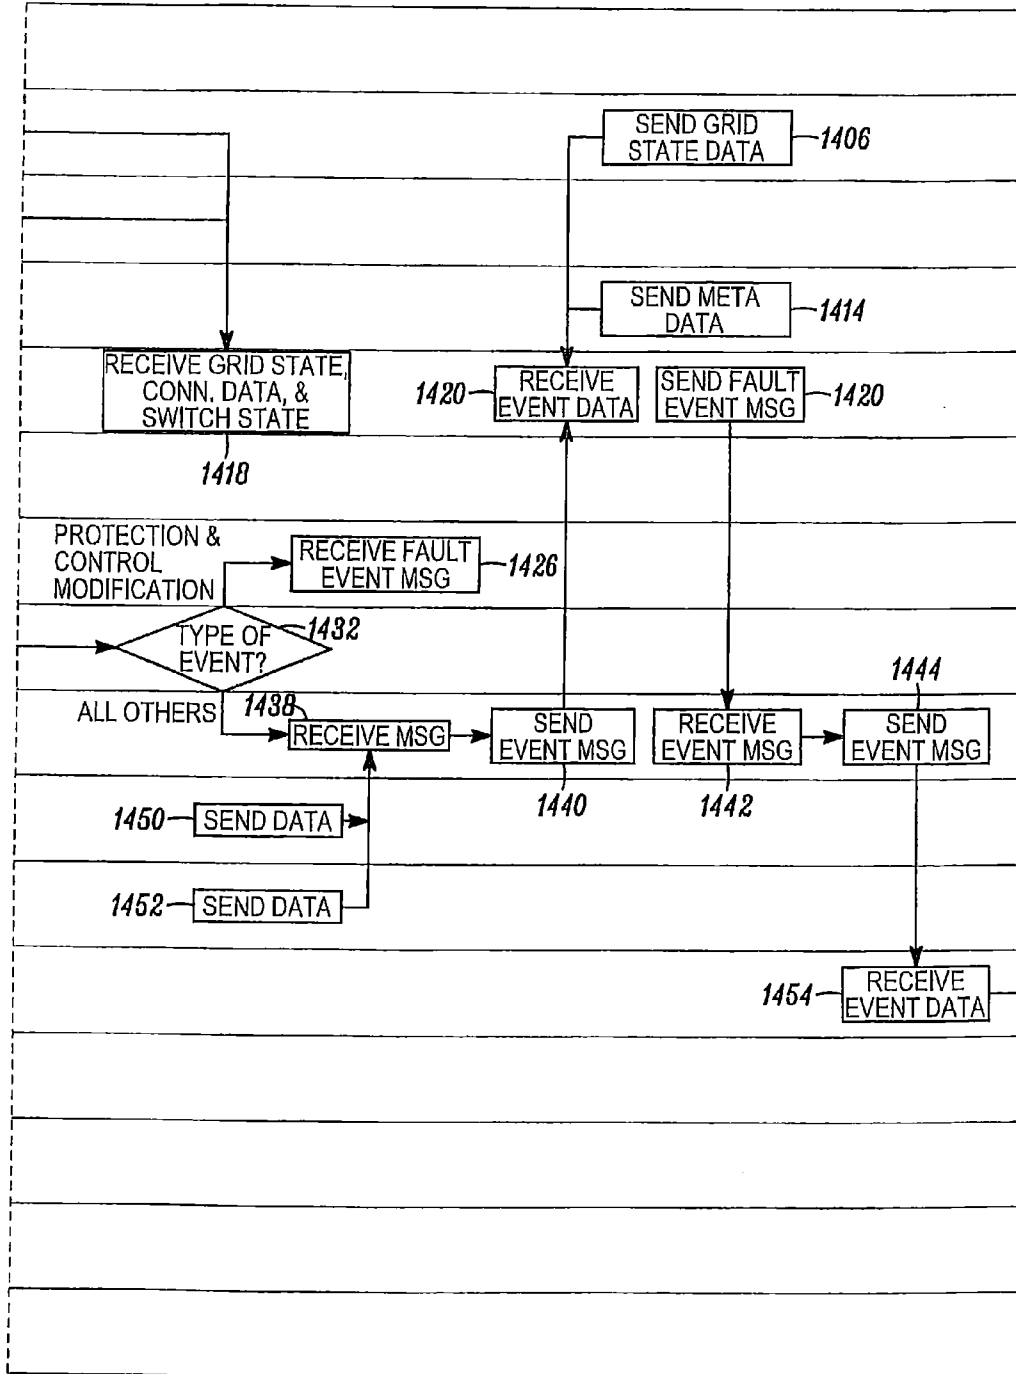 SEND GRID
STATE DATA
1406
SEND META
DATA
1414
RECEIVE GRID STATE,
CONN. DATA, &
SWITCH STATE
1418
1420
RECEIVE
EVENT DATA
SEND FAULT
EVENT MSG
1420
PROTECTION &
CONTROL
MODIFICATION
RECEIVE FAULT
EVENT MSG
1426
TYPE OF
EVENT?
1432
ALL OTHERS
1438
RECEIVE MSG
SEND
EVENT MSG
1440
RECEIVE
EVENT MSG
1442
1444
SEND
EVENT MSG
1450
SEND DATA
1452
SEND DATA
1454
RECEIVE
EVENT DATA